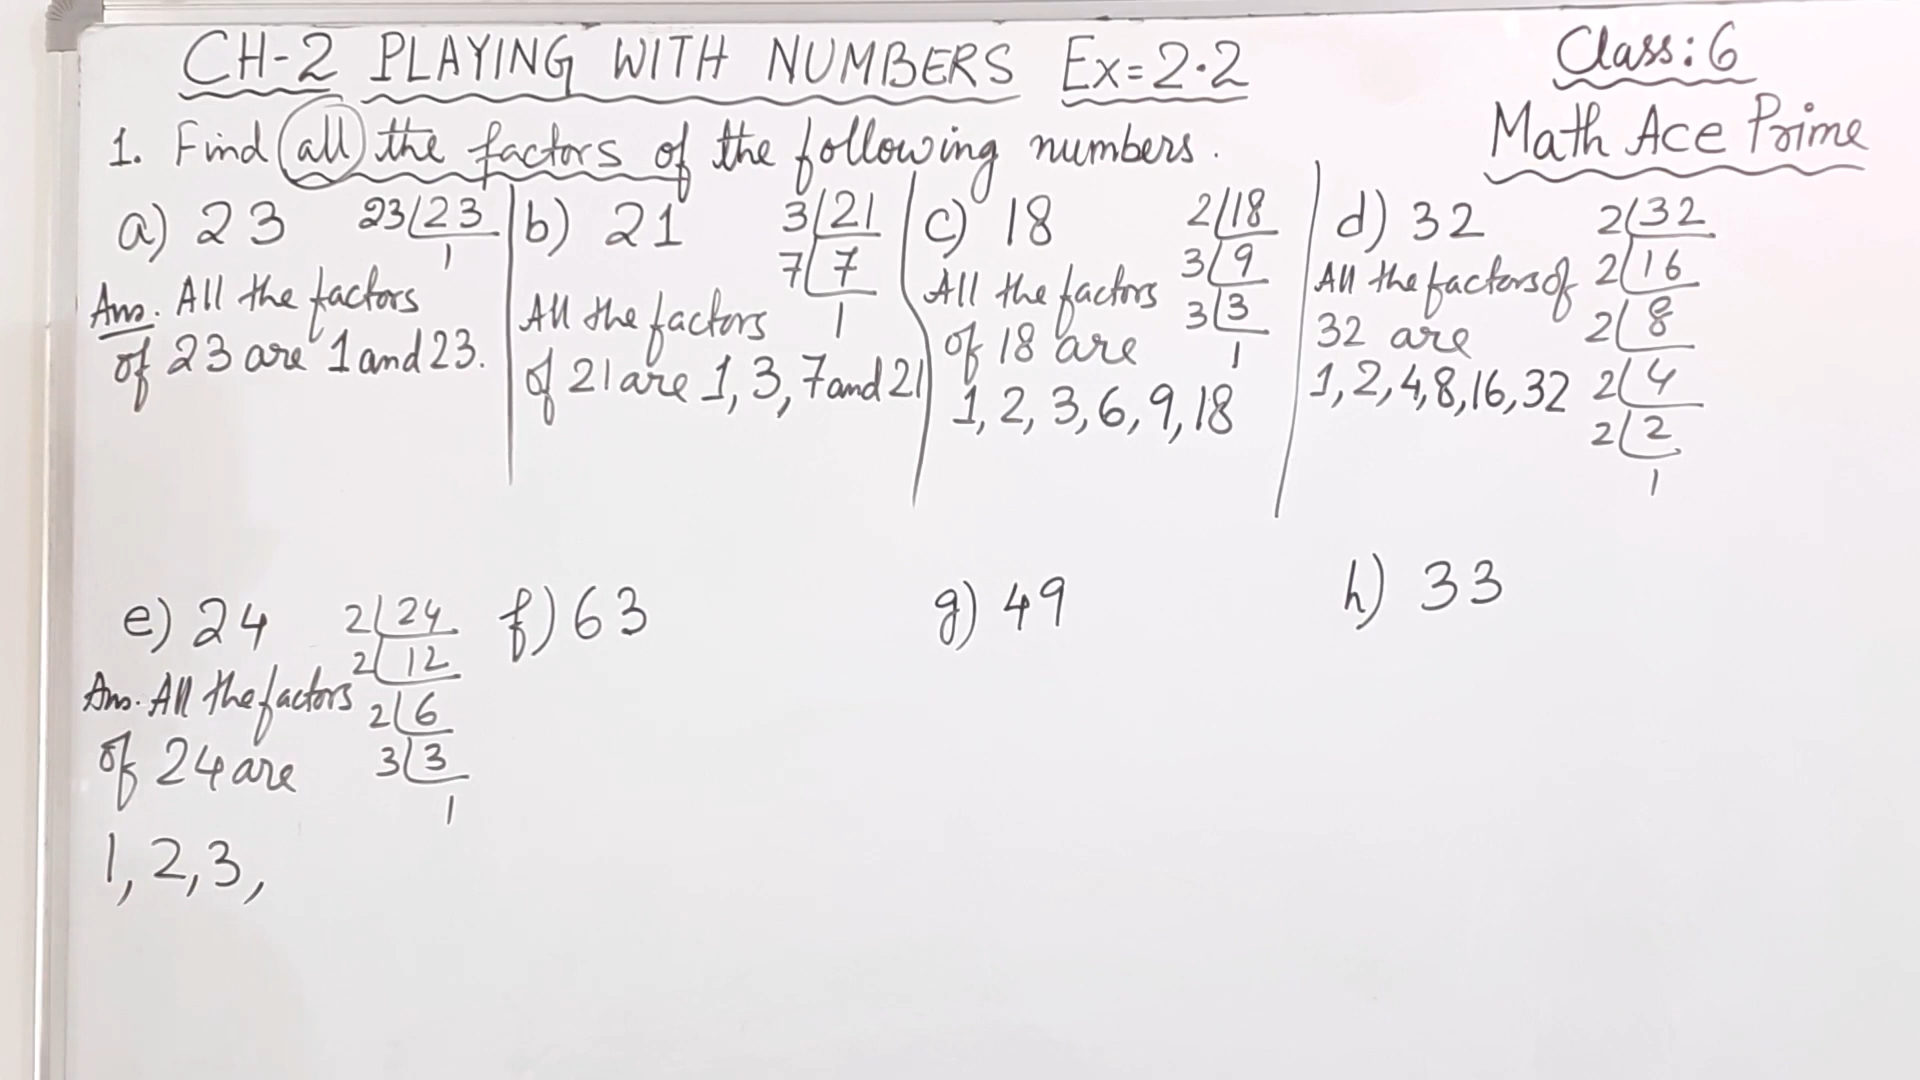 CH-2 PLAYING WITH NUMBERS Ex=2.2
Class: 6
Math Ace Prime
1. Find all the factors of the following numbers.
a) 23
23 23
1
Ans. All the factors
of 23 are 1 and 23.
b) 21
3 21
7 7
1
All the factors
of 21 are 1, 3, 7 and 21
c) 18
2 18
3 9
3 3
1
All the factors
of 18 are
1, 2, 3, 6, 9, 18
d) 32
2 32
2 16
2 8
2 4
2 2
1
All the factors of
32 are
1, 2, 4, 8, 16, 32
e) 24
2 24
2 12
2 6
3 3
1
Ans. All the factors
of 24 are
1, 2, 3,
f) 63
g) 49
h) 33